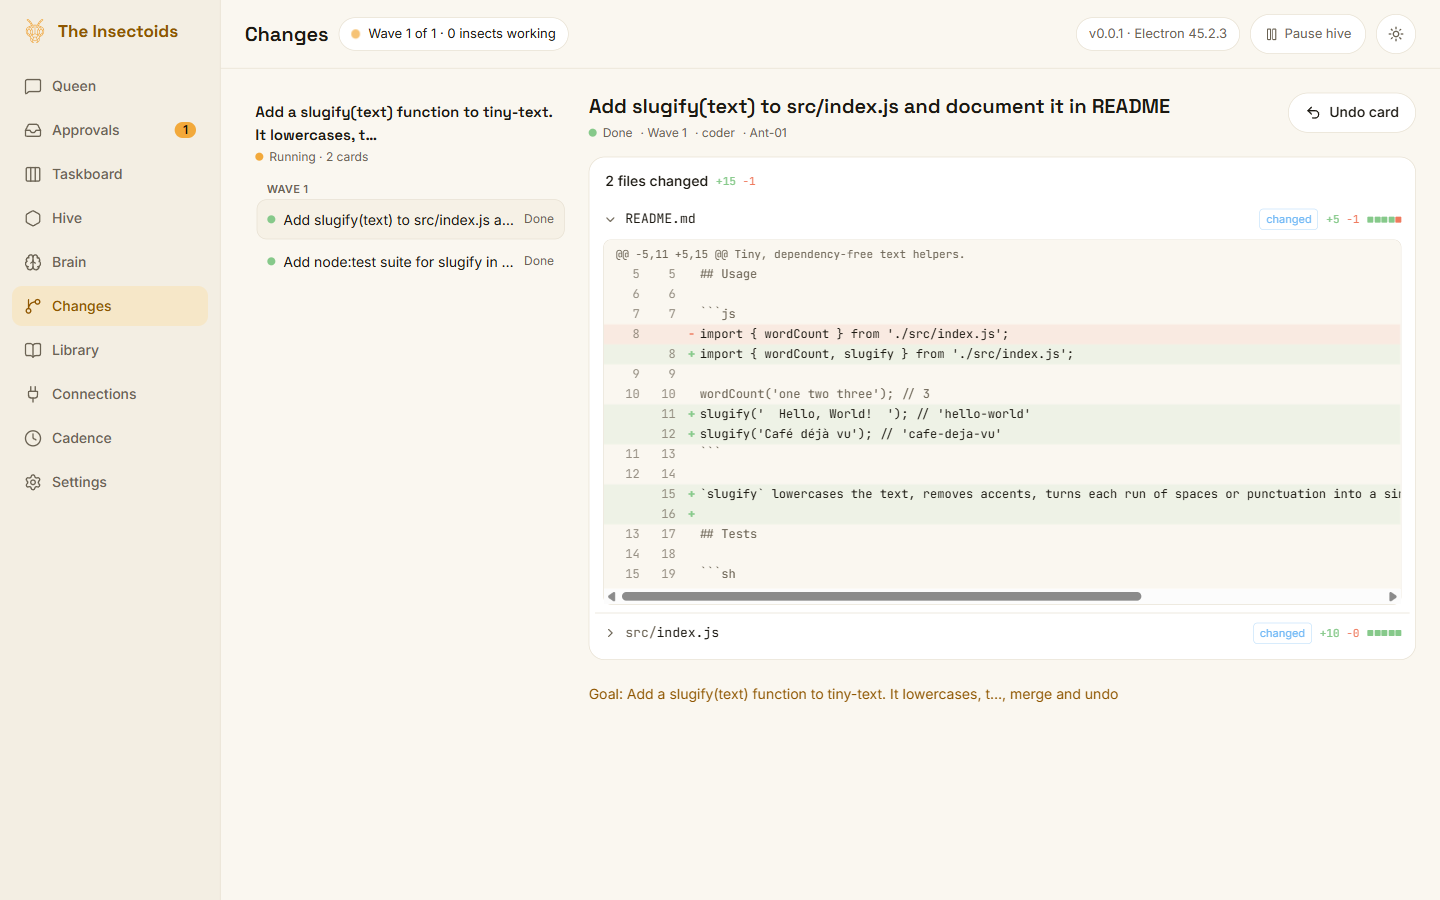 The Insectoids
Queen
Approvals 1
Taskboard
Hive
Brain
Changes
Library
Connections
Cadence
Settings
Changes
Wave 1 of 1 · 0 insects working
v0.0.1 · Electron 45.2.3
Pause hive
Add a slugify(text) function to tiny-text.
It lowercases, t...
Running · 2 cards
WAVE 1
Add slugify(text) to src/index.js a... Done
Add node:test suite for slugify in ... Done
Add slugify(text) to src/index.js and document it in README
Done · Wave 1 · coder · Ant-01
Undo card
2 files changed +15 -1
README.md changed +5 -1
@@ -5,11 +5,15 @@ Tiny, dependency-free text helpers.
5 5 ## Usage
6 6
7 7 ```js
8 - import { wordCount } from './src/index.js';
8 + import { wordCount, slugify } from './src/index.js';
9 9
10 10 wordCount('one two three'); // 3
11 + slugify('  Hello, World!  '); // 'hello-world'
12 + slugify('Café déjà vu'); // 'cafe-deja-vu'
11 13 ```
12 14
15 + `slugify` lowercases the text, removes accents, turns each run of spaces or punctuation into a sin
16 +
13 17 ## Tests
14 18
15 19 ```sh
src/index.js changed +10 -0
Goal: Add a slugify(text) function to tiny-text. It lowercases, t..., merge and undo